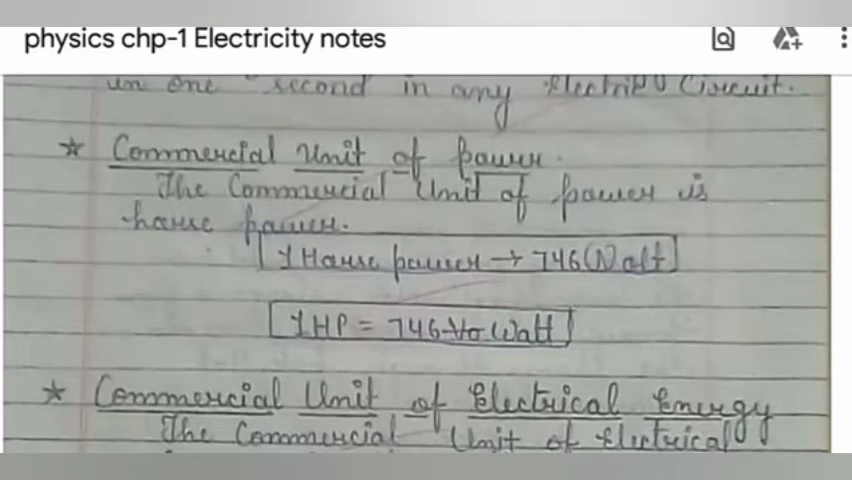 physics chp-1 Electricity notes
in one second in any Electric Circuit.
* Commercial Unit of power.
The Commercial Unit of power is
horse power.
1 Horse power → 746 (Watt)
1 HP = 746 Watt
* Commercial Unit of Electrical Energy
The Commercial Unit of Electrical